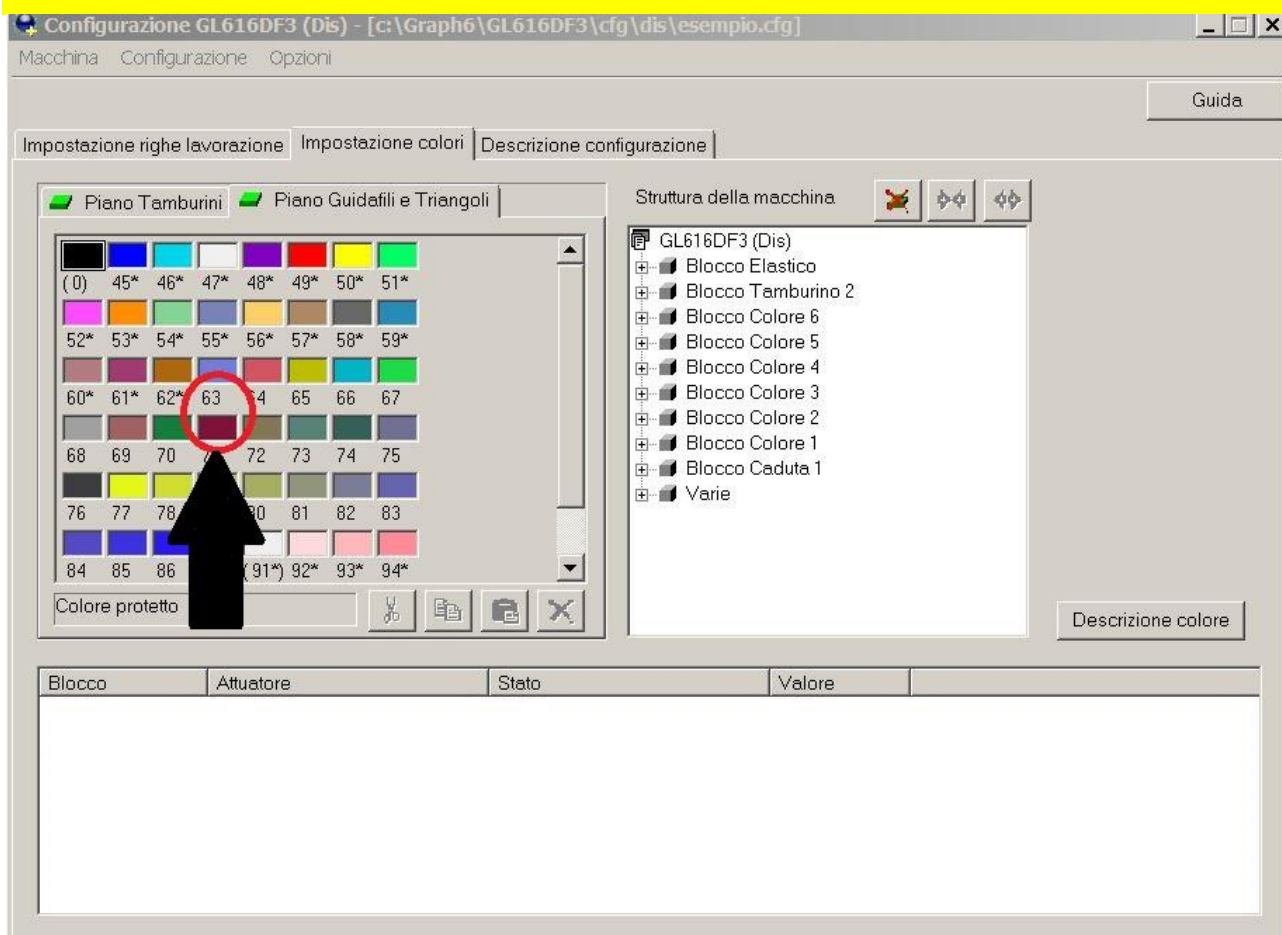 Configurazione GL616DF3 (Dis) - [c:\Graph6\GL616DF3\cfg\dis\esempio.cfg]
Macchina Configurazione Opzioni
Guida
Impostazione righe lavorazione Impostazione colori Descrizione configurazione
Piano Tamburini Piano Guidafili e Triangoli
Struttura della macchina
(0) 45* 46* 47* 48* 49* 50* 51*
52* 53* 54* 55* 56* 57* 58* 59*
60* 61* 62* 63 65 66 67
68 69 70 72 73 74 75
76 77 78 81 82 83
84 85 86 (91*) 92* 93* 94*
Colore protetto
GL616DF3 (Dis)
Blocco Elastico
Blocco Tamburino 2
Blocco Colore 6
Blocco Colore 5
Blocco Colore 4
Blocco Colore 3
Blocco Colore 2
Blocco Colore 1
Blocco Caduta 1
Varie
Descrizione colore
Blocco Attuatore Stato Valore